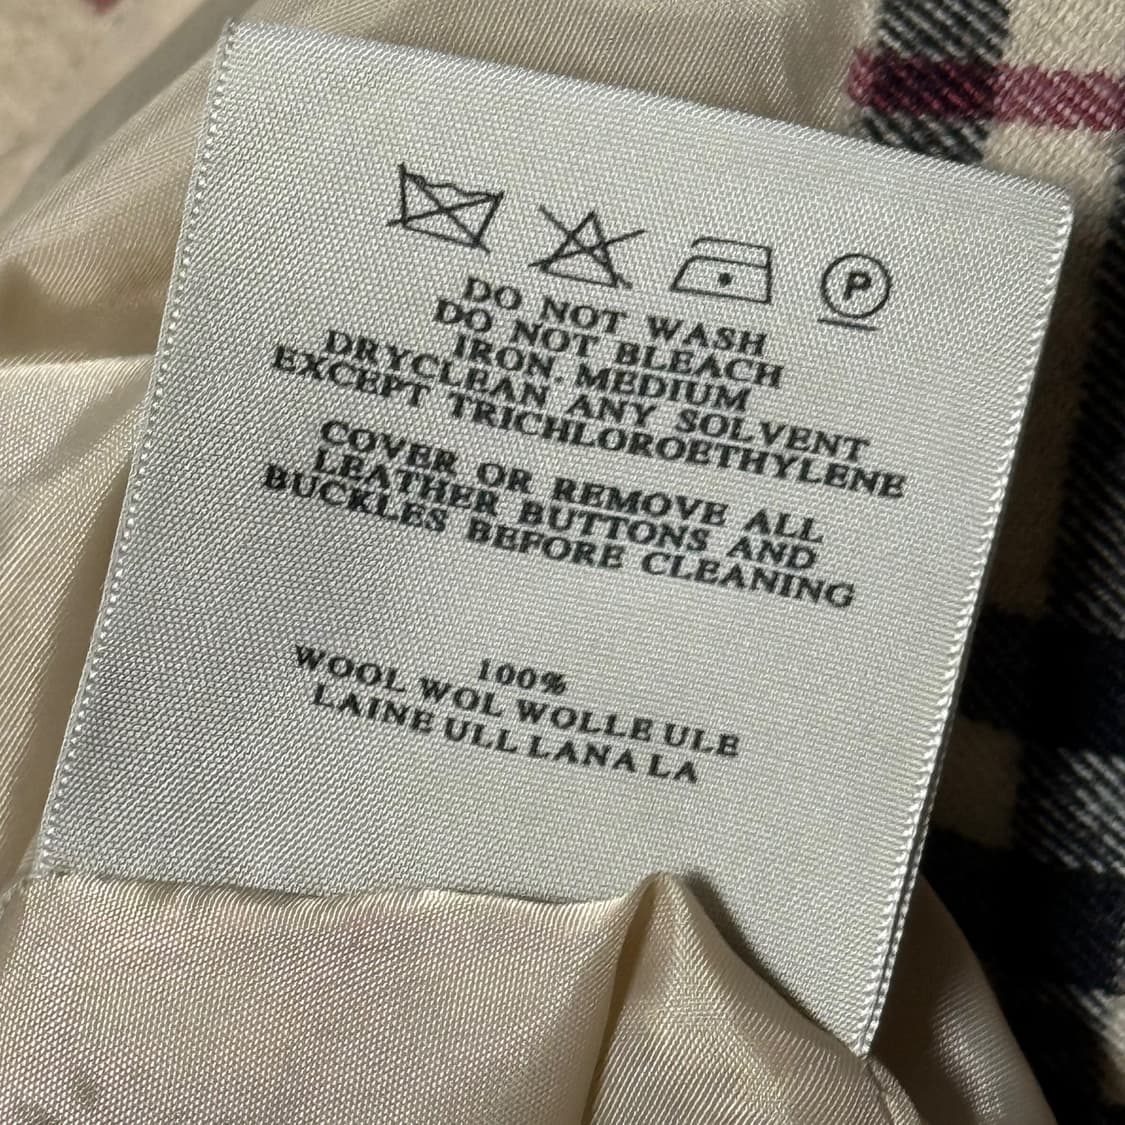 P
DO NOT WASH
DO NOT BLEACH
IRON. MEDIUM
DRYCLEAN ANY SOLVENT
EXCEPT TRICHLOROETHYLENE
COVER OR REMOVE ALL
LEATHER BUTTONS AND
BUCKLES BEFORE CLEANING
100%
WOOL WOL WOLLE ULE
LAINE ULL LANA LA